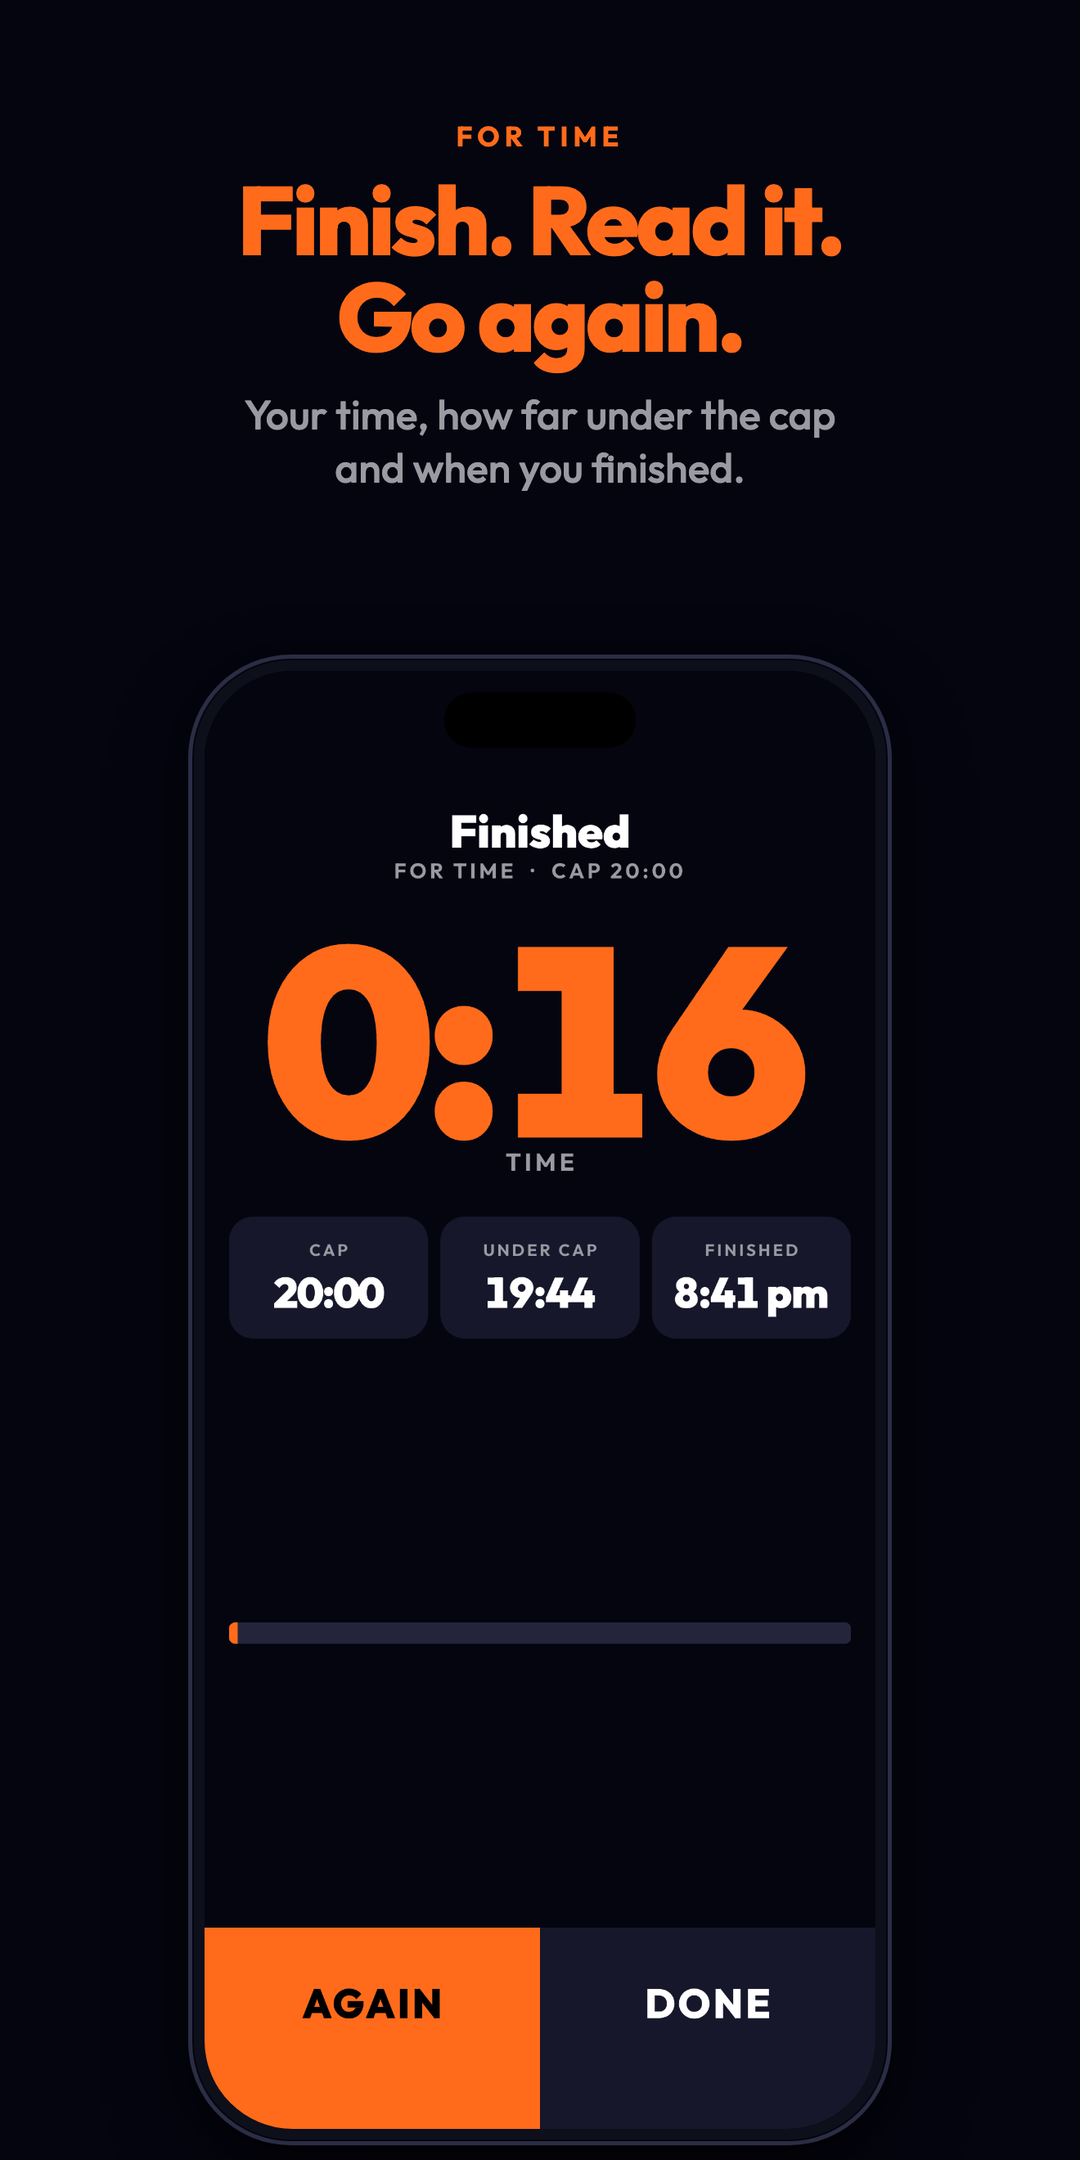 FOR TIME
Finish. Read it.
Go again.
Your time, how far under the cap
and when you finished.
Finished
FOR TIME · CAP 20:00
0:16
TIME
CAP
20:00
UNDER CAP
19:44
FINISHED
8:41 pm
AGAIN
DONE